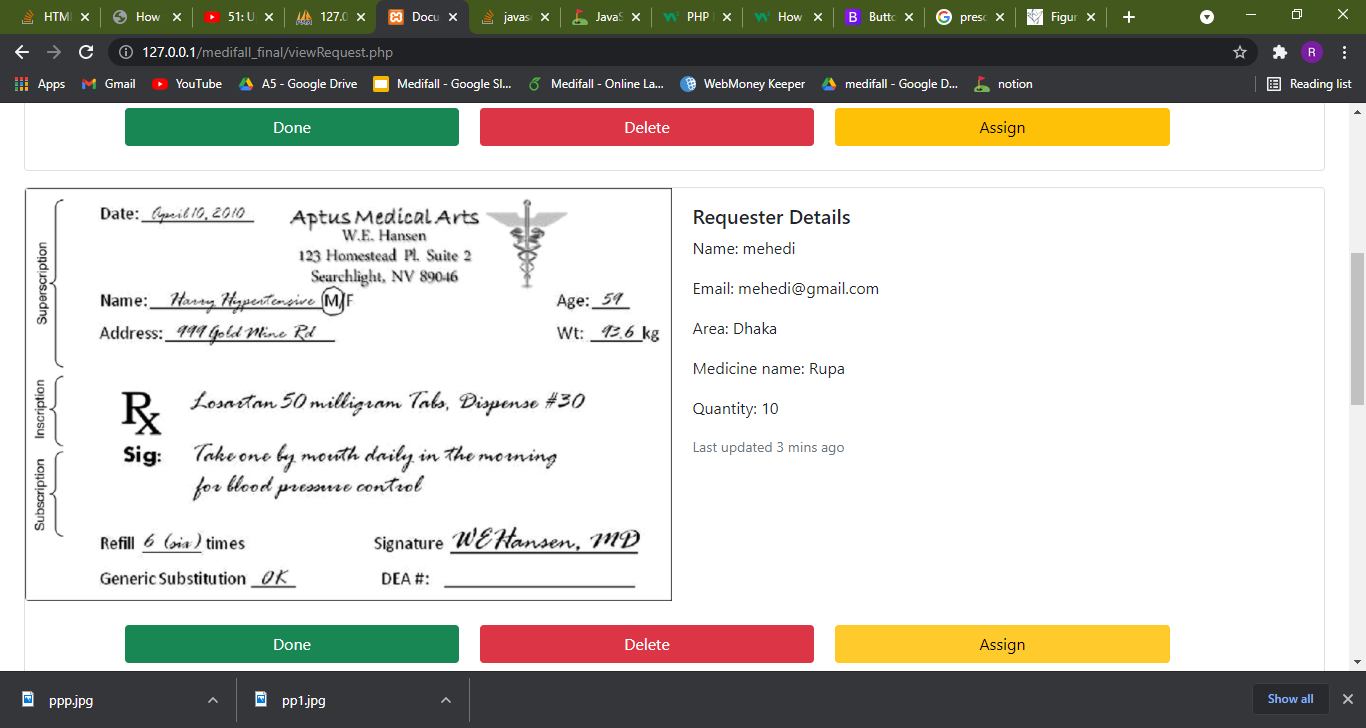 HTM
How
51: U
127.0
Docu
javas
JavaS
PHP
How
Butto
presc
Figur
127.0.0.1/medifall_final/viewRequest.php
R
Apps
Gmail
YouTube
A5 - Google Drive
Medifall - Google Sl...
Medifall - Online La...
WebMoney Keeper
medifall - Google D...
notion
Reading list
Done
Delete
Assign
Superscription
Date: April 10, 2010
Aptus Medical Arts
W.E. Hansen
123 Homestead Pl. Suite 2
Searchlight, NV 89046
Name: Harry Hypertensive M/F
Age: 59
Address: 999 Gold Mine Rd
Wt: 93.6 kg
Inscription
Rx
Losartan 50 milligram Tabs, Dispense #30
Subscription
Sig: Take one by mouth daily in the morning
for blood pressure control
Refill 6 (six) times
Signature WE Hansen, MD
Generic Substitution OK
DEA #:
Requester Details
Name: mehedi
Email: mehedi@gmail.com
Area: Dhaka
Medicine name: Rupa
Quantity: 10
Last updated 3 mins ago
Done
Delete
Assign
ppp.jpg
pp1.jpg
Show all